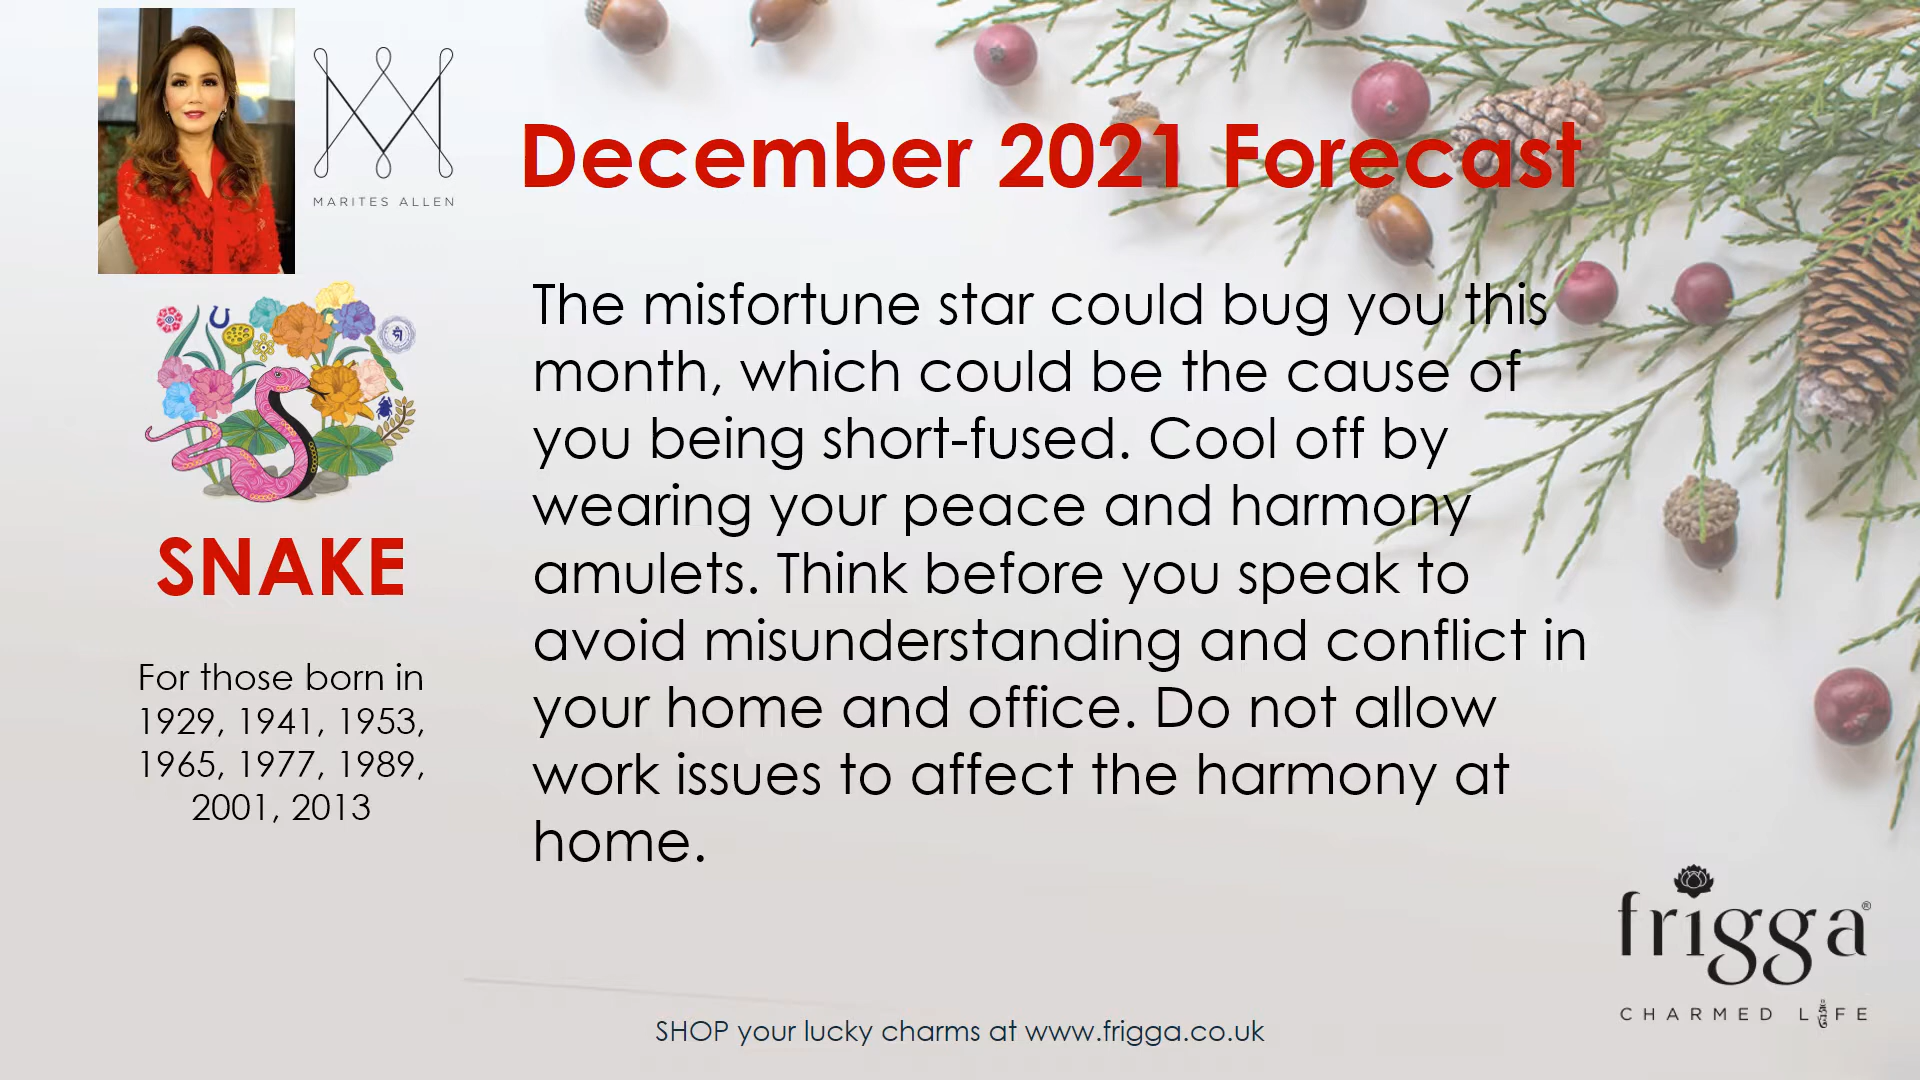 MARITES ALLEN
December 2021 Forecast
The misfortune star could bug you this
month, which could be the cause of
you being short-fused. Cool off by
wearing your peace and harmony
amulets. Think before you speak to
avoid misunderstanding and conflict in
your home and office. Do not allow
work issues to affect the harmony at
home.
SNAKE
For those born in
1929, 1941, 1953,
1965, 1977, 1989,
2001, 2013
frigga®
CHARMED LIFE
SHOP your lucky charms at www.frigga.co.uk